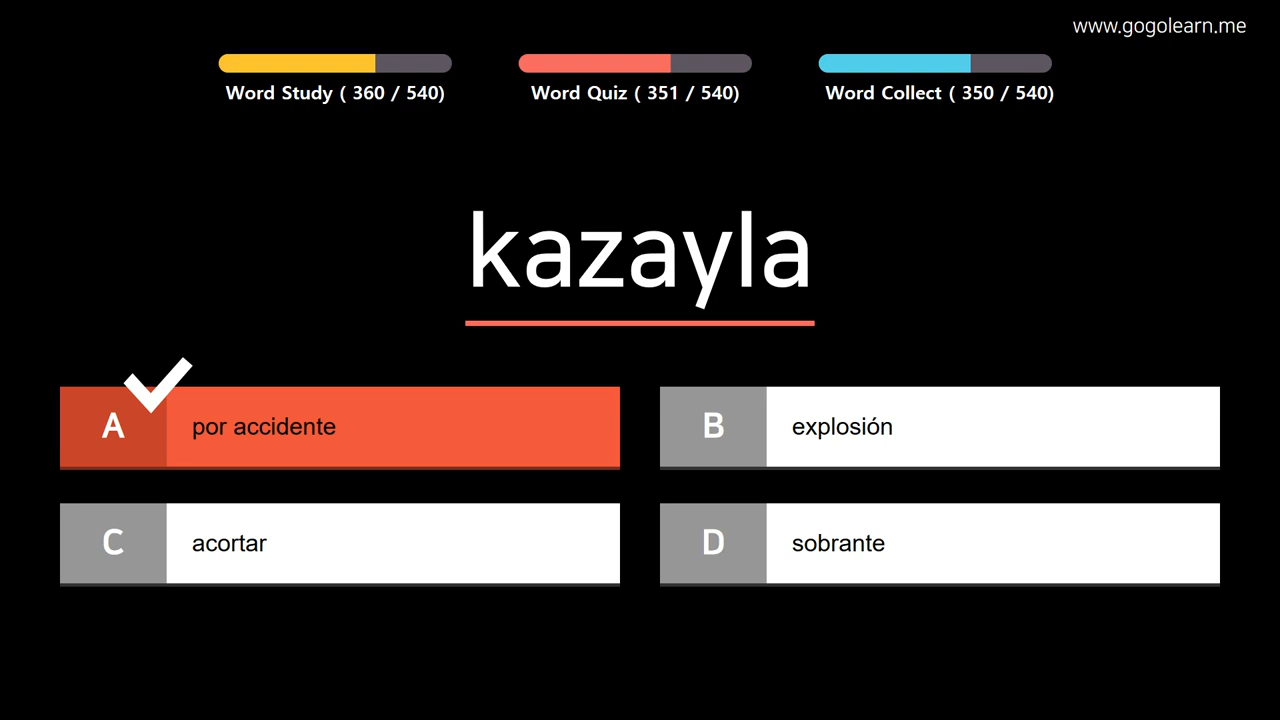 www.gogolearn.me
Word Study ( 360 / 540)
Word Quiz ( 351 / 540)
Word Collect ( 350 / 540)
kazayla
A por accidente
B explosión
C acortar
D sobrante